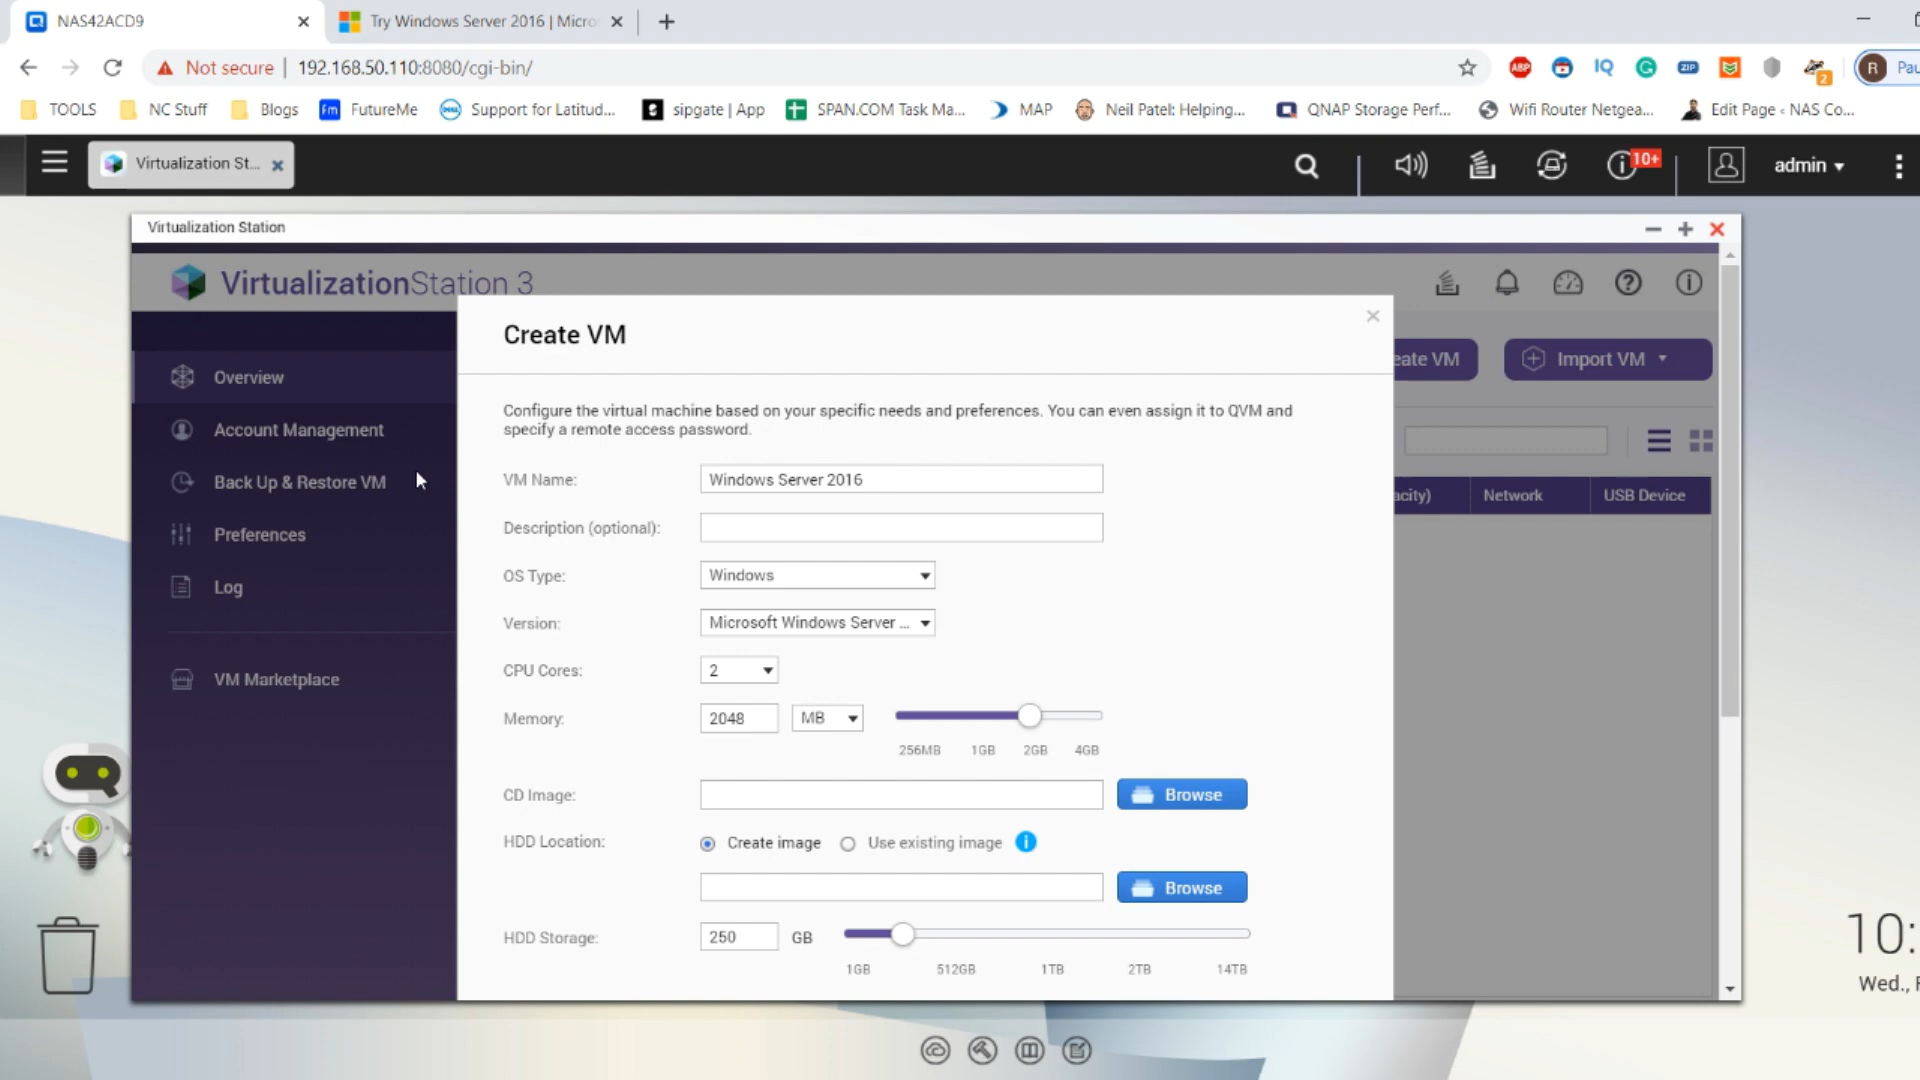 NAS42ACD9
Try Windows Server 2016 | Micro
Not secure
192.168.50.110:8080/cgi-bin/
ABP
IQ
ZIP
2
R
Pau
TOOLS
NC Stuff
Blogs
Fm
FutureMe
Support for Latitud...
sipgate | App
SPAN.COM Task Ma...
MAP
Neil Patel: Helping...
QNAP Storage Perf...
Wifi Router Netgea...
Edit Page ‹ NAS Co...
Virtualization St...
10+
admin
Virtualization Station
VirtualizationStation 3
Overview
Account Management
Back Up & Restore VM
Preferences
Log
VM Marketplace
eate VM
Import VM
acity)
Network
USB Device
Create VM
Configure the virtual machine based on your specific needs and preferences. You can even assign it to QVM and
specify a remote access password.
VM Name:
Windows Server 2016
Description (optional):
OS Type:
Windows
Version:
Microsoft Windows Server ...
CPU Cores:
2
Memory:
2048
MB
256MB
1GB
2GB
4GB
CD Image:
Browse
HDD Location:
Create image
Use existing image
Browse
HDD Storage:
250
GB
1GB
512GB
1TB
2TB
14TB
10:
Wed., F